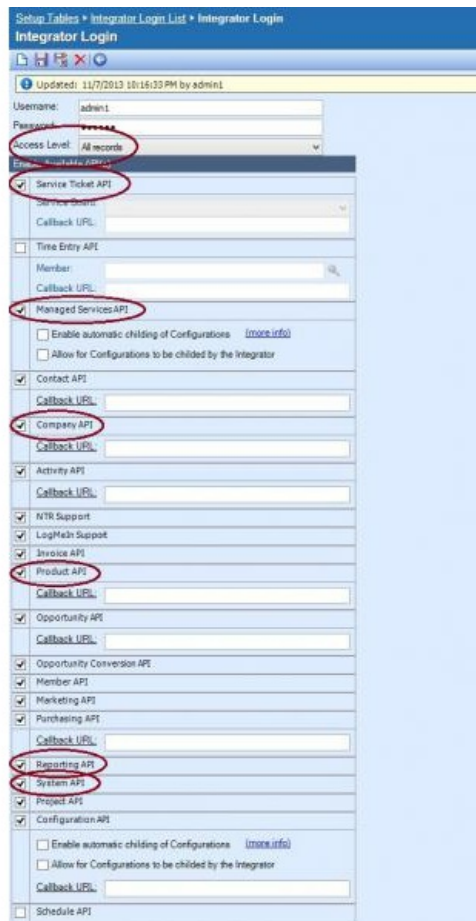 Setup Tables > Integrator Login List > Integrator Login
Integrator Login
Updated: 11/7/2013 10:16:33 PM by admin1
Username: admin1
Password:
Access Level: All records
Enable Available API(s)
Service Ticket API
Service Board:
Callback URL:
Time Entry API
Member:
Callback URL:
Managed Services API
Enable automatic childing of Configurations (more info)
Allow for Configurations to be childed by the Integrator
Contact API
Callback URL:
Company API
Callback URL:
Activity API
Callback URL:
NTR Support
LogMeIn Support
Invoice API
Product API
Callback URL:
Opportunity API
Callback URL:
Opportunity Conversion API
Member API
Marketing API
Purchasing API
Callback URL:
Reporting API
System API
Project API
Configuration API
Enable automatic childing of Configurations (more info)
Allow for Configurations to be childed by the Integrator
Callback URL:
Schedule API